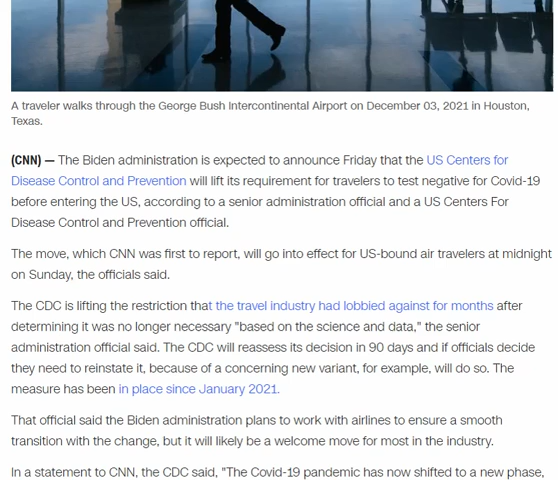 A traveler walks through the George Bush Intercontinental Airport on December 03, 2021 in Houston,
Texas.
(CNN) — The Biden administration is expected to announce Friday that the US Centers for
Disease Control and Prevention will lift its requirement for travelers to test negative for Covid-19
before entering the US, according to a senior administration official and a US Centers For
Disease Control and Prevention official.
The move, which CNN was first to report, will go into effect for US-bound air travelers at midnight
on Sunday, the officials said.
The CDC is lifting the restriction that the travel industry had lobbied against for months after
determining it was no longer necessary "based on the science and data," the senior
administration official said. The CDC will reassess its decision in 90 days and if officials decide
they need to reinstate it, because of a concerning new variant, for example, will do so. The
measure has been in place since January 2021.
That official said the Biden administration plans to work with airlines to ensure a smooth
transition with the change, but it will likely be a welcome move for most in the industry.
In a statement to CNN, the CDC said, "The Covid-19 pandemic has now shifted to a new phase,